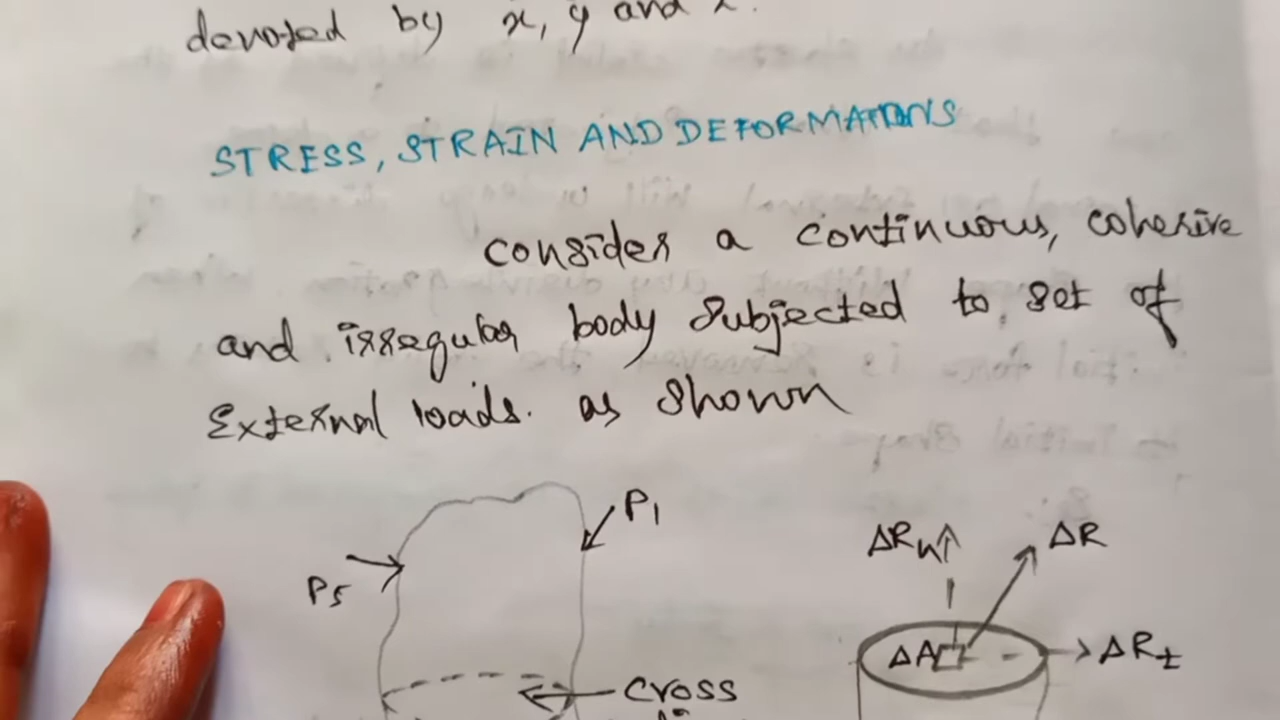 denoted by x, y and
STRESS, STRAIN AND DEFORMATIONS
consider a continuous, cohesive
and irregular body subjected to set of
External loads. as shown
P1
P5
ΔRn
ΔR
ΔA
ΔRt
cross